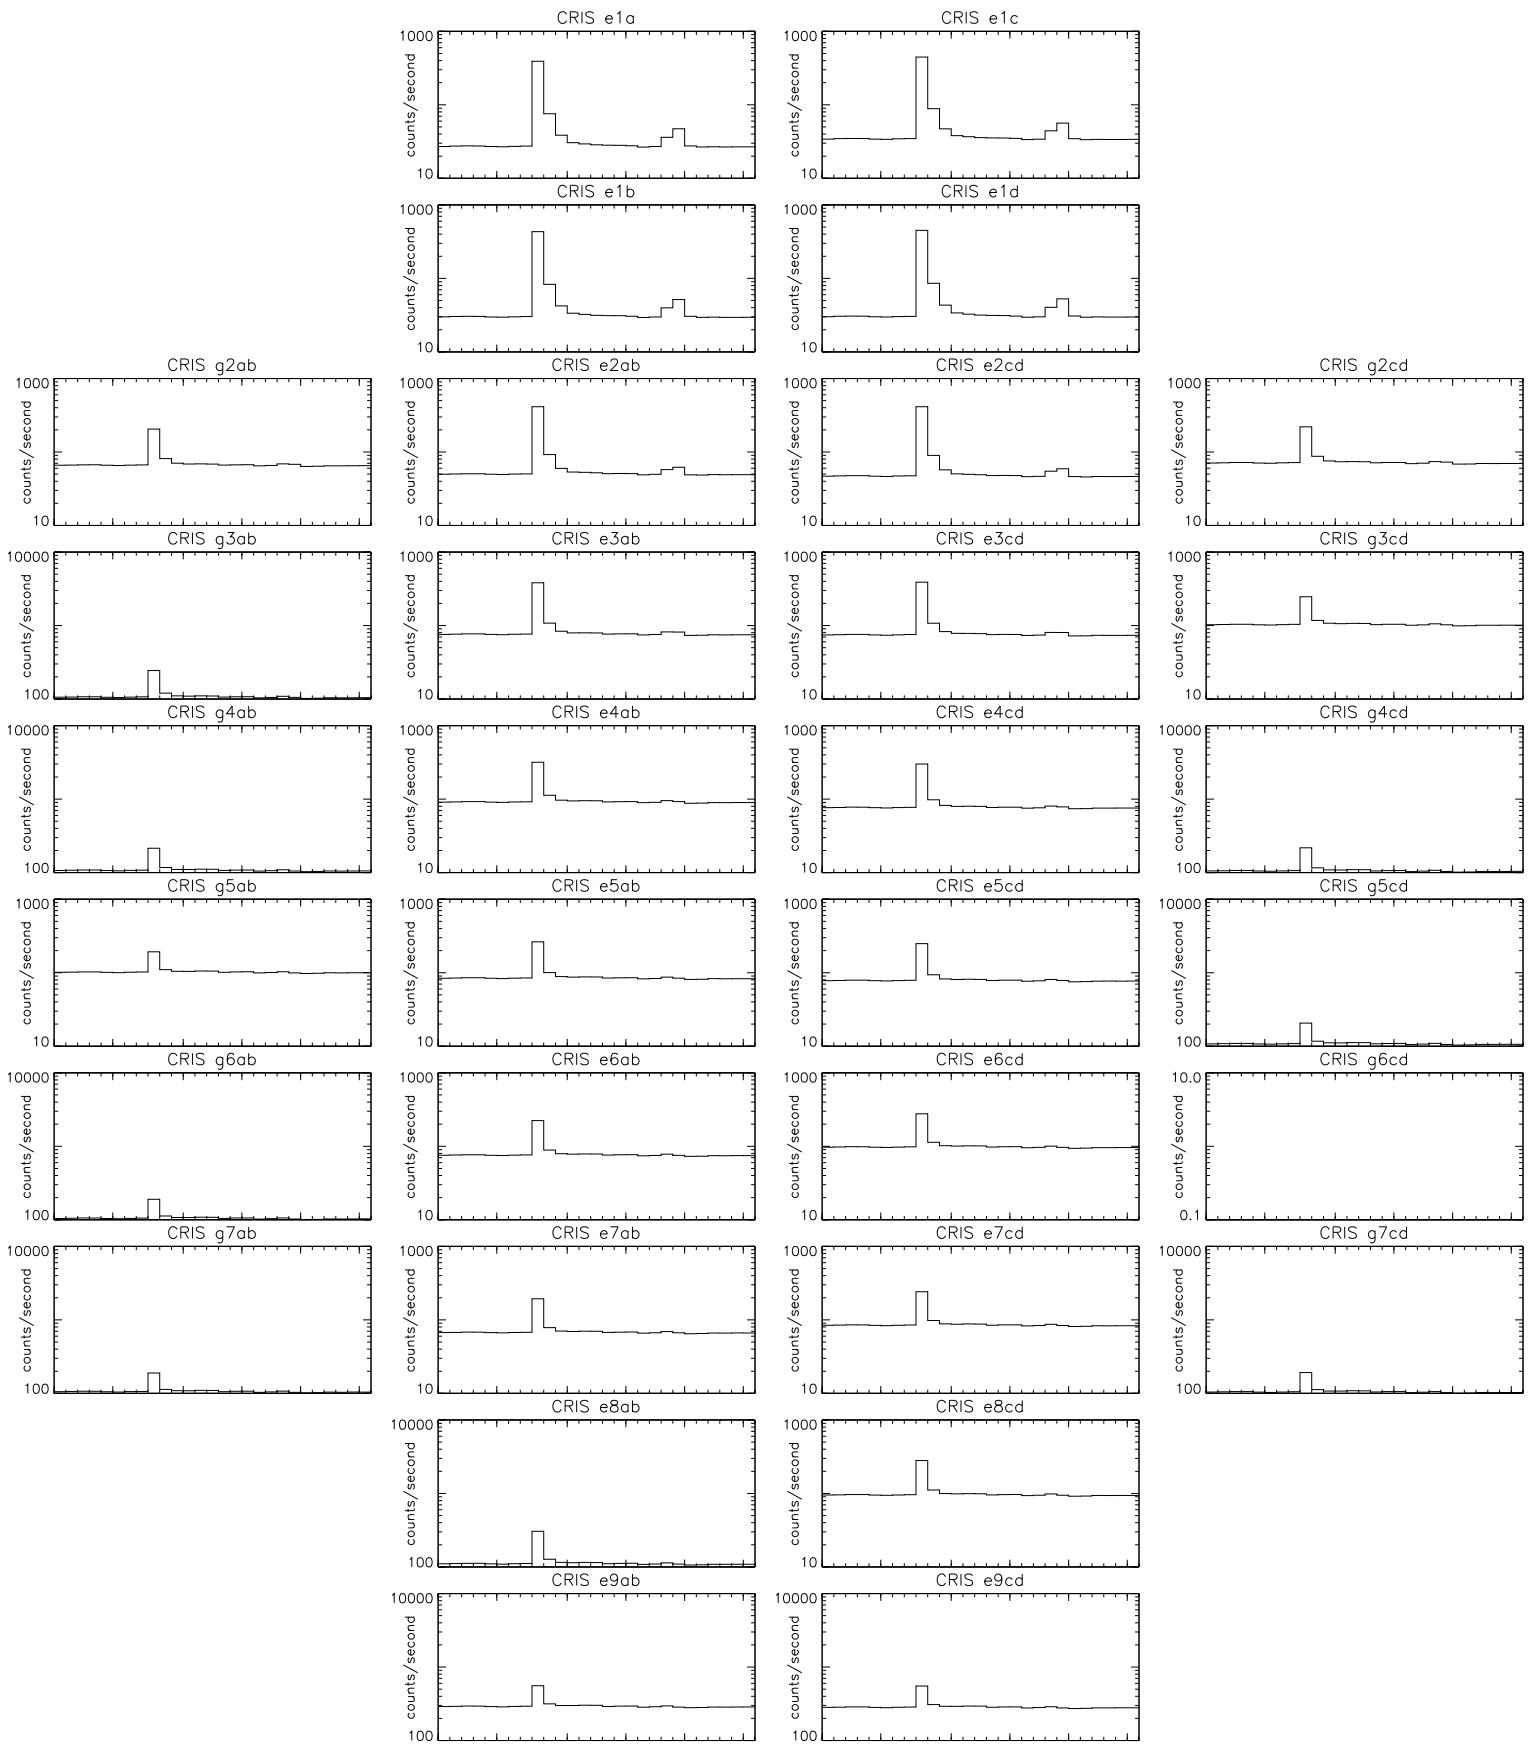 CRIS e1a
CRIS e1c
1000
counts/second
10
1000
counts/second
10
CRIS e1b
CRIS e1d
1000
counts/second
10
1000
counts/second
10
CRIS g2ab
CRIS e2ab
CRIS e2cd
CRIS g2cd
1000
counts/second
10
1000
counts/second
10
1000
counts/second
10
1000
counts/second
10
CRIS g3ab
CRIS e3ab
CRIS e3cd
CRIS g3cd
10000
counts/second
100
1000
counts/second
10
1000
counts/second
10
1000
counts/second
10
CRIS g4ab
CRIS e4ab
CRIS e4cd
CRIS g4cd
10000
counts/second
100
1000
counts/second
10
1000
counts/second
10
10000
counts/second
100
CRIS g5ab
CRIS e5ab
CRIS e5cd
CRIS g5cd
1000
counts/second
10
1000
counts/second
10
1000
counts/second
10
10000
counts/second
100
CRIS g6ab
CRIS e6ab
CRIS e6cd
CRIS g6cd
10000
counts/second
100
1000
counts/second
10
1000
counts/second
10
10.0
counts/second
0.1
CRIS g7ab
CRIS e7ab
CRIS e7cd
CRIS g7cd
10000
counts/second
100
1000
counts/second
10
1000
counts/second
10
10000
counts/second
100
CRIS e8ab
CRIS e8cd
10000
counts/second
100
1000
counts/second
10
CRIS e9ab
CRIS e9cd
10000
counts/second
100
10000
counts/second
100